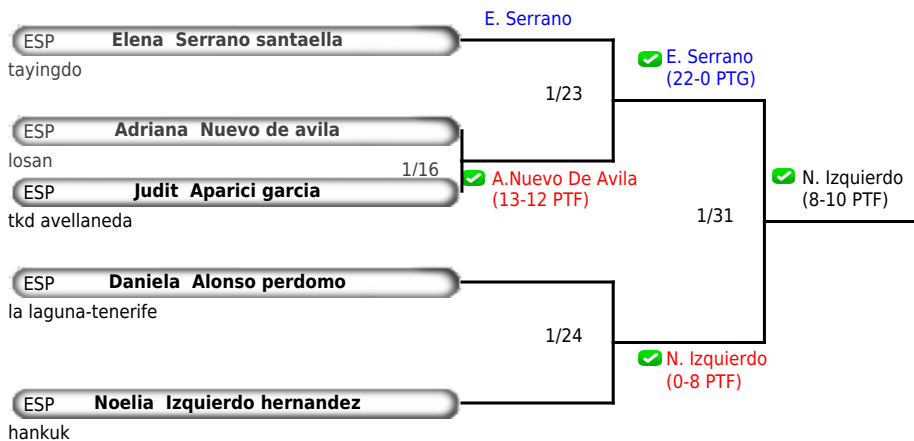 E. Serrano
ESP Elena Serrano santaella
tayingdo
E. Serrano
(22-0 PTG)
1/23
ESP Adriana Nuevo de avila
losan
1/16
A.Nuevo De Avila
(13-12 PTF)
ESP Judit Aparici garcia
tkd avellaneda
N. Izquierdo
(8-10 PTF)
1/31
ESP Daniela Alonso perdomo
la laguna-tenerife
1/24
N. Izquierdo
(0-8 PTF)
ESP Noelia Izquierdo hernandez
hankuk